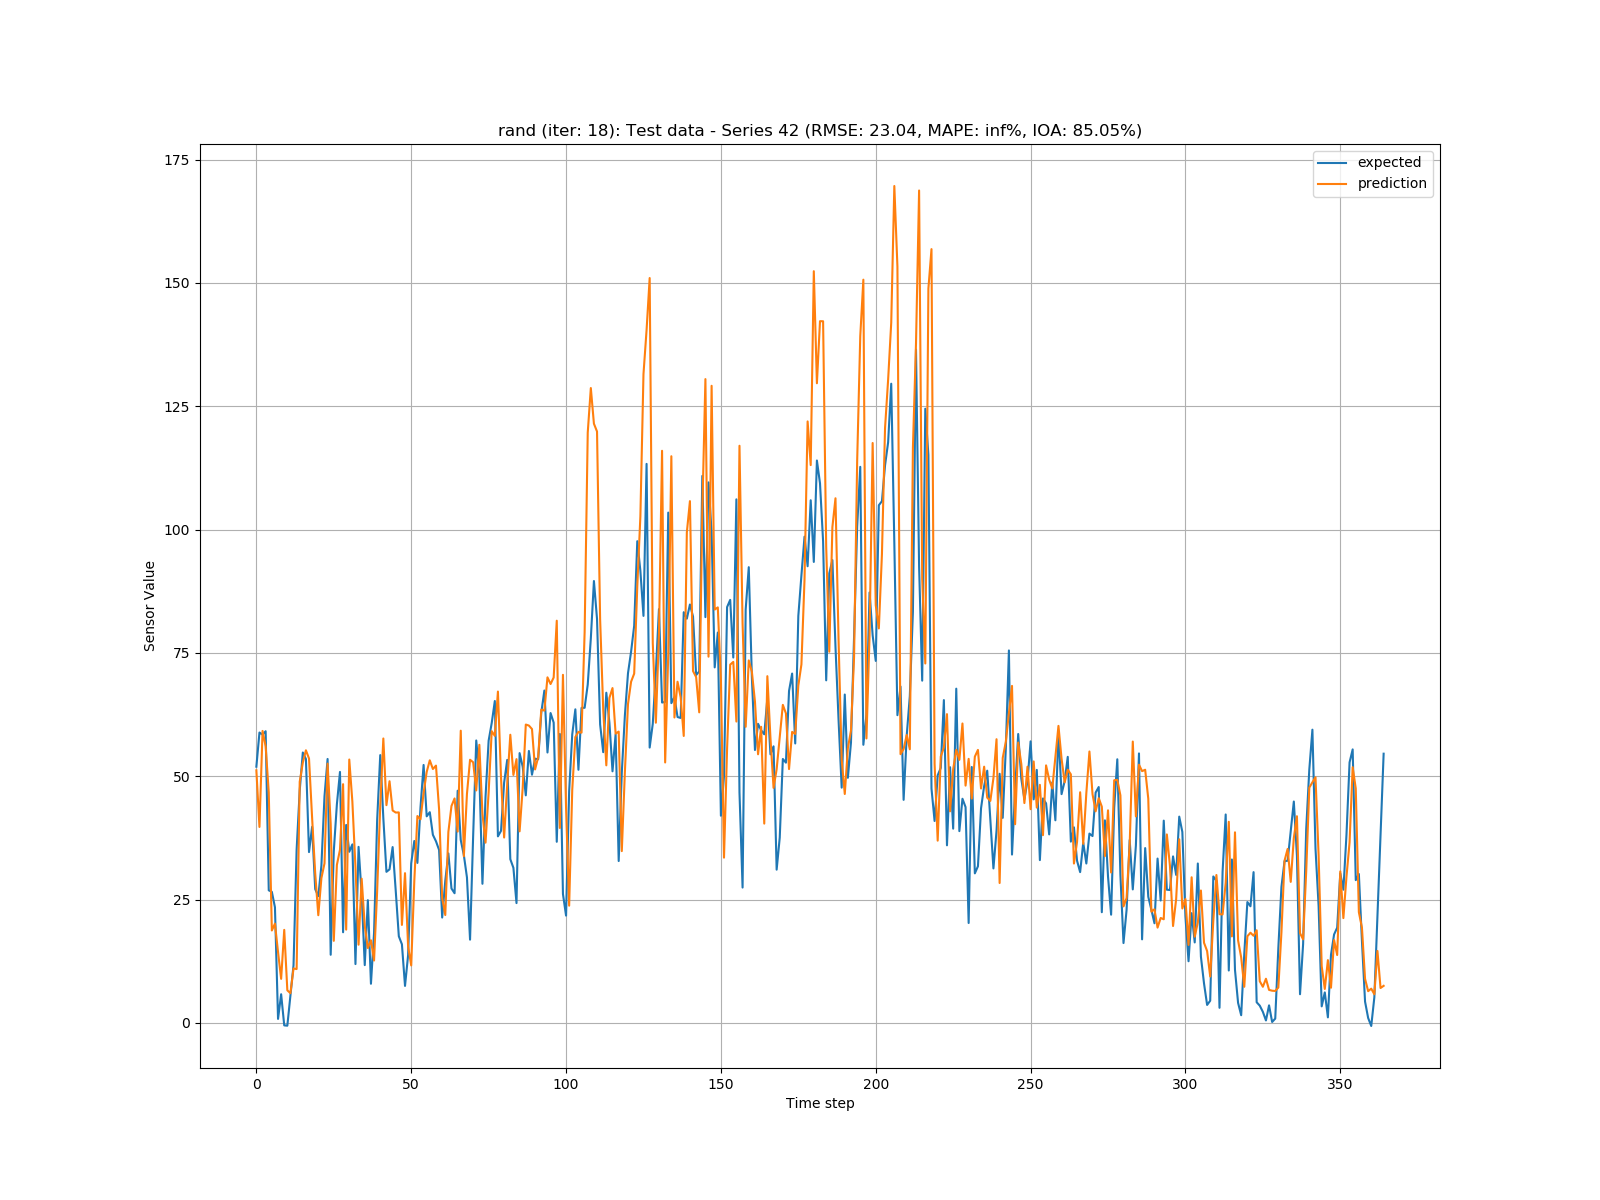 rand (iter: 18): Test data - Series 42 (RMSE: 23.04, MAPE: inf%, IOA: 85.05%)
expected
prediction
175
150
125
100
75
50
25
0
Sensor Value
0 50 100 150 200 250 300 350
Time step